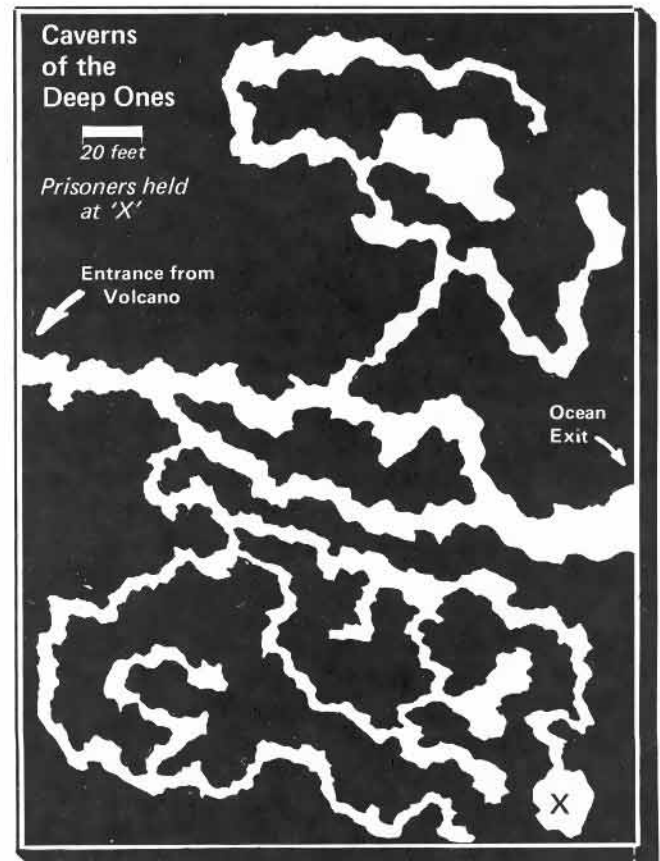 Caverns
of the
Deep Ones
20 feet
Prisoners held
at 'X'
Entrance from
Volcano
Ocean
Exit
X